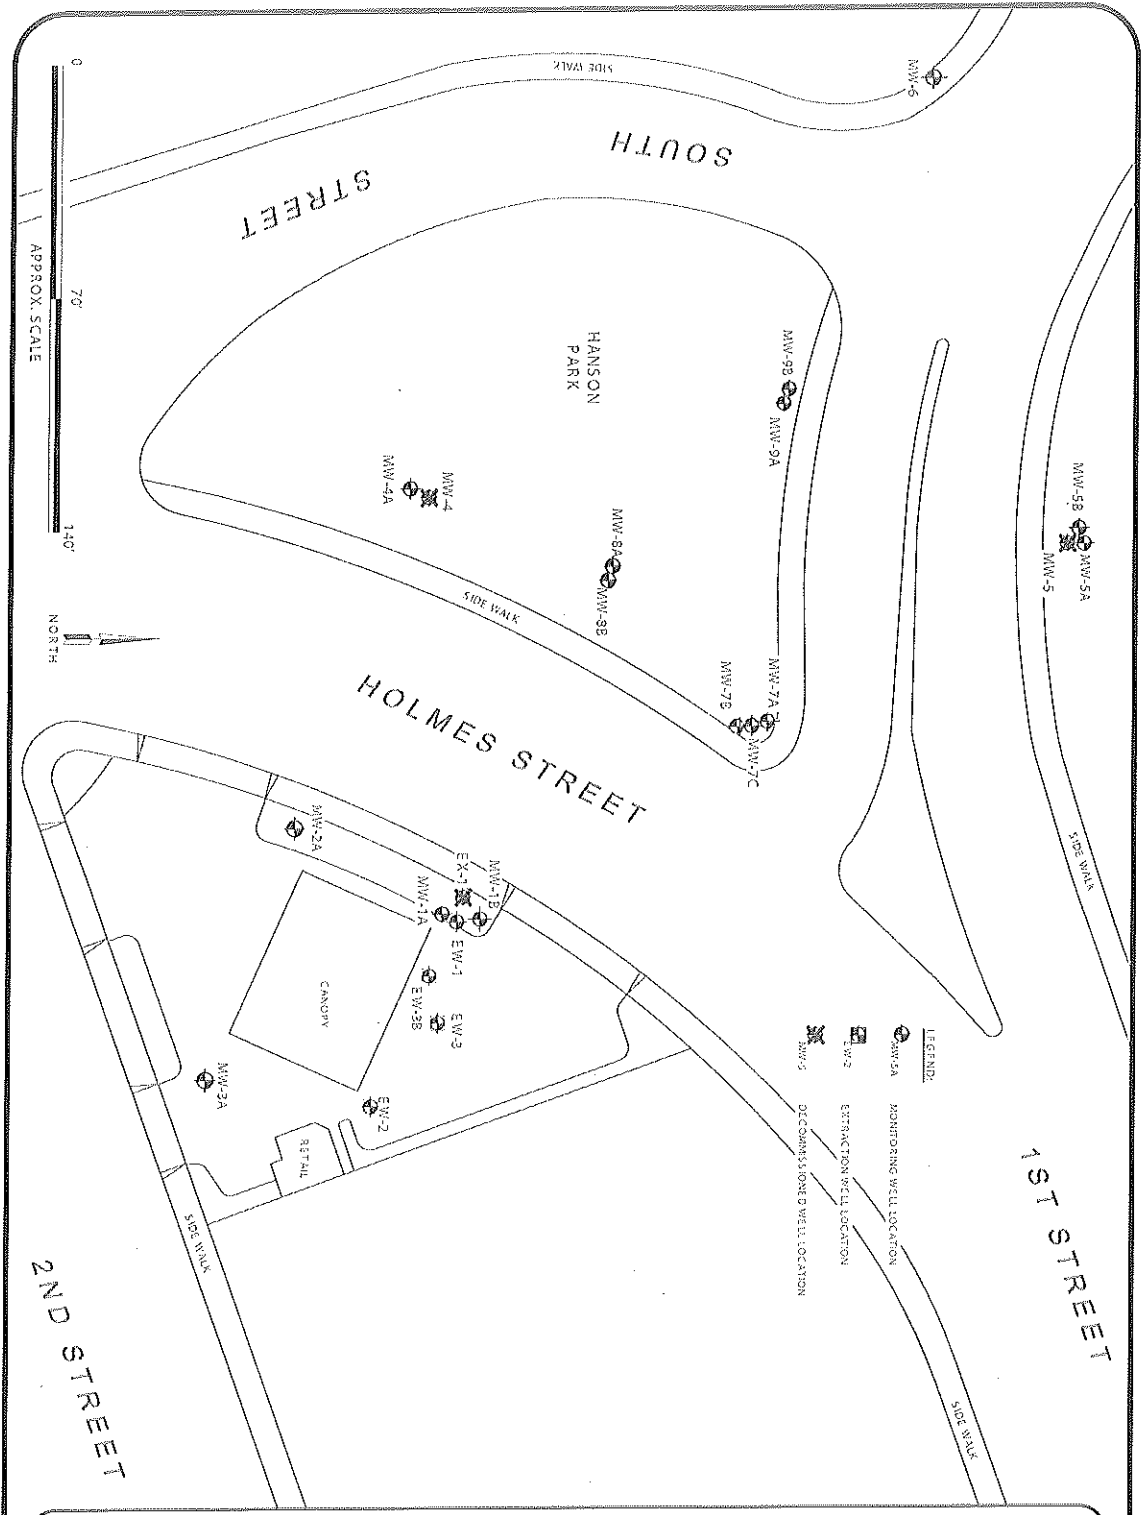 MW-6
SIDE WALK
SOUTH
STREET
0
70'
140'
APPROX. SCALE
NORTH
HANSON
PARK
MW-9B
MW-9A
MW-4
MW-4A
MW-8A
MW-8B
MW-5B
MW-5A
MW-5
SIDE WALK
MW-7A
MW-7B
MW-7C
HOLMES STREET
SIDE WALK
MW-2A
EX-1
MW-1B
MW-1A
EW-1
EW-3B
EW-3
CANOPY
MW-3A
EW-2
RETAIL
SIDE WALK
2ND STREET
LEGEND:
MW-5A MONITORING WELL LOCATION
EW-2 EXTRACTION WELL LOCATION
MW-5 DECOMMISSIONED WELL LOCATION
1ST STREET
SIDE WALK